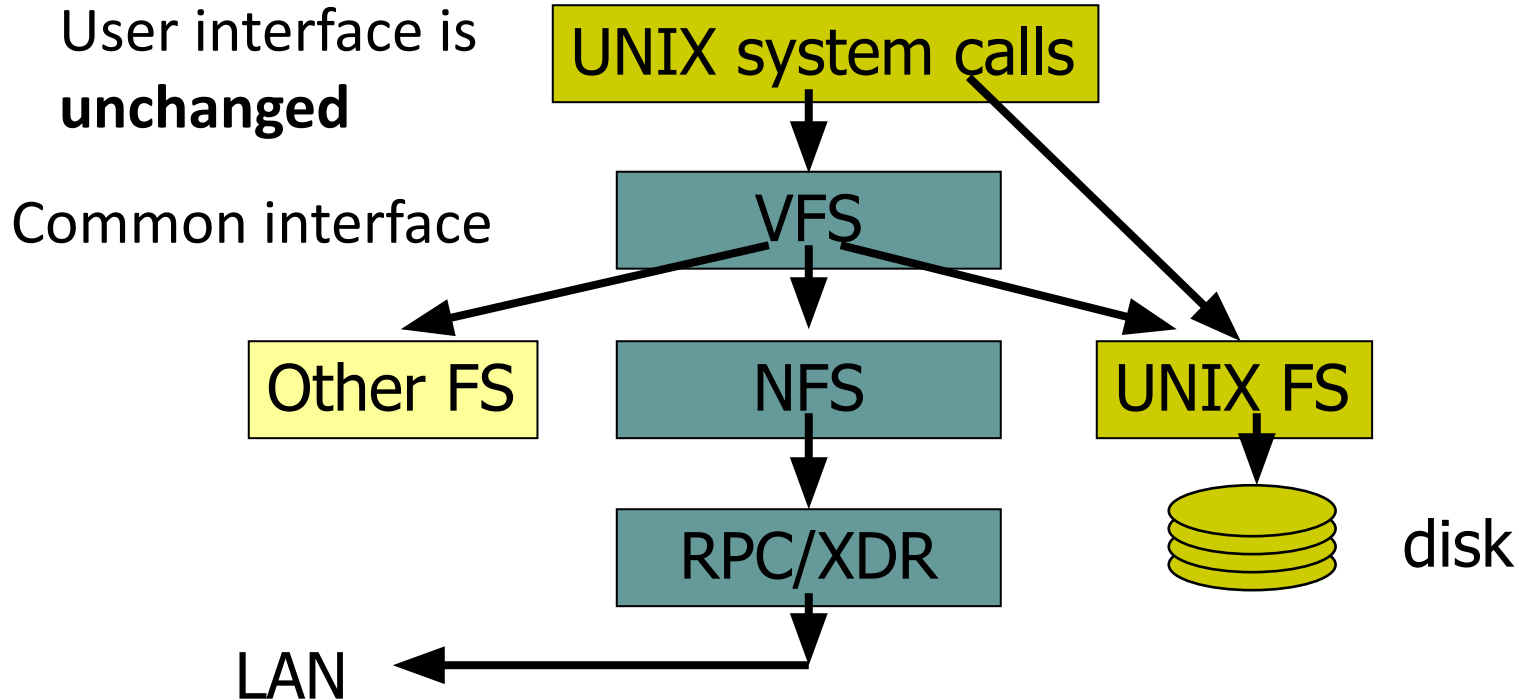 User interface is
unchanged
UNIX system calls
Common interface
VFS
Other FS
NFS
UNIX FS
RPC/XDR
disk
LAN